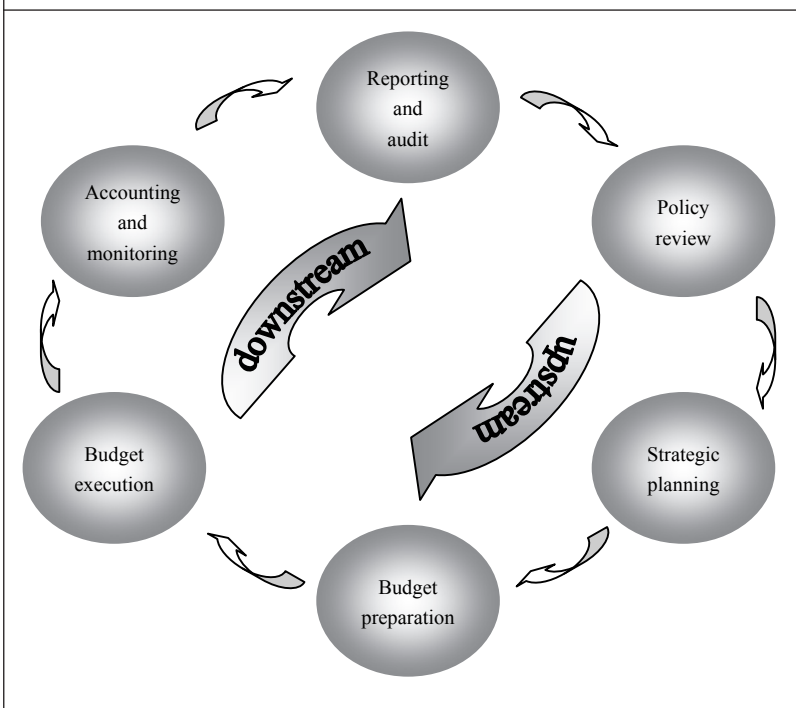 Reporting
and
audit
Policy
review
Strategic
planning
Budget
preparation
Budget
execution
Accounting
and
monitoring
downstream
upstream